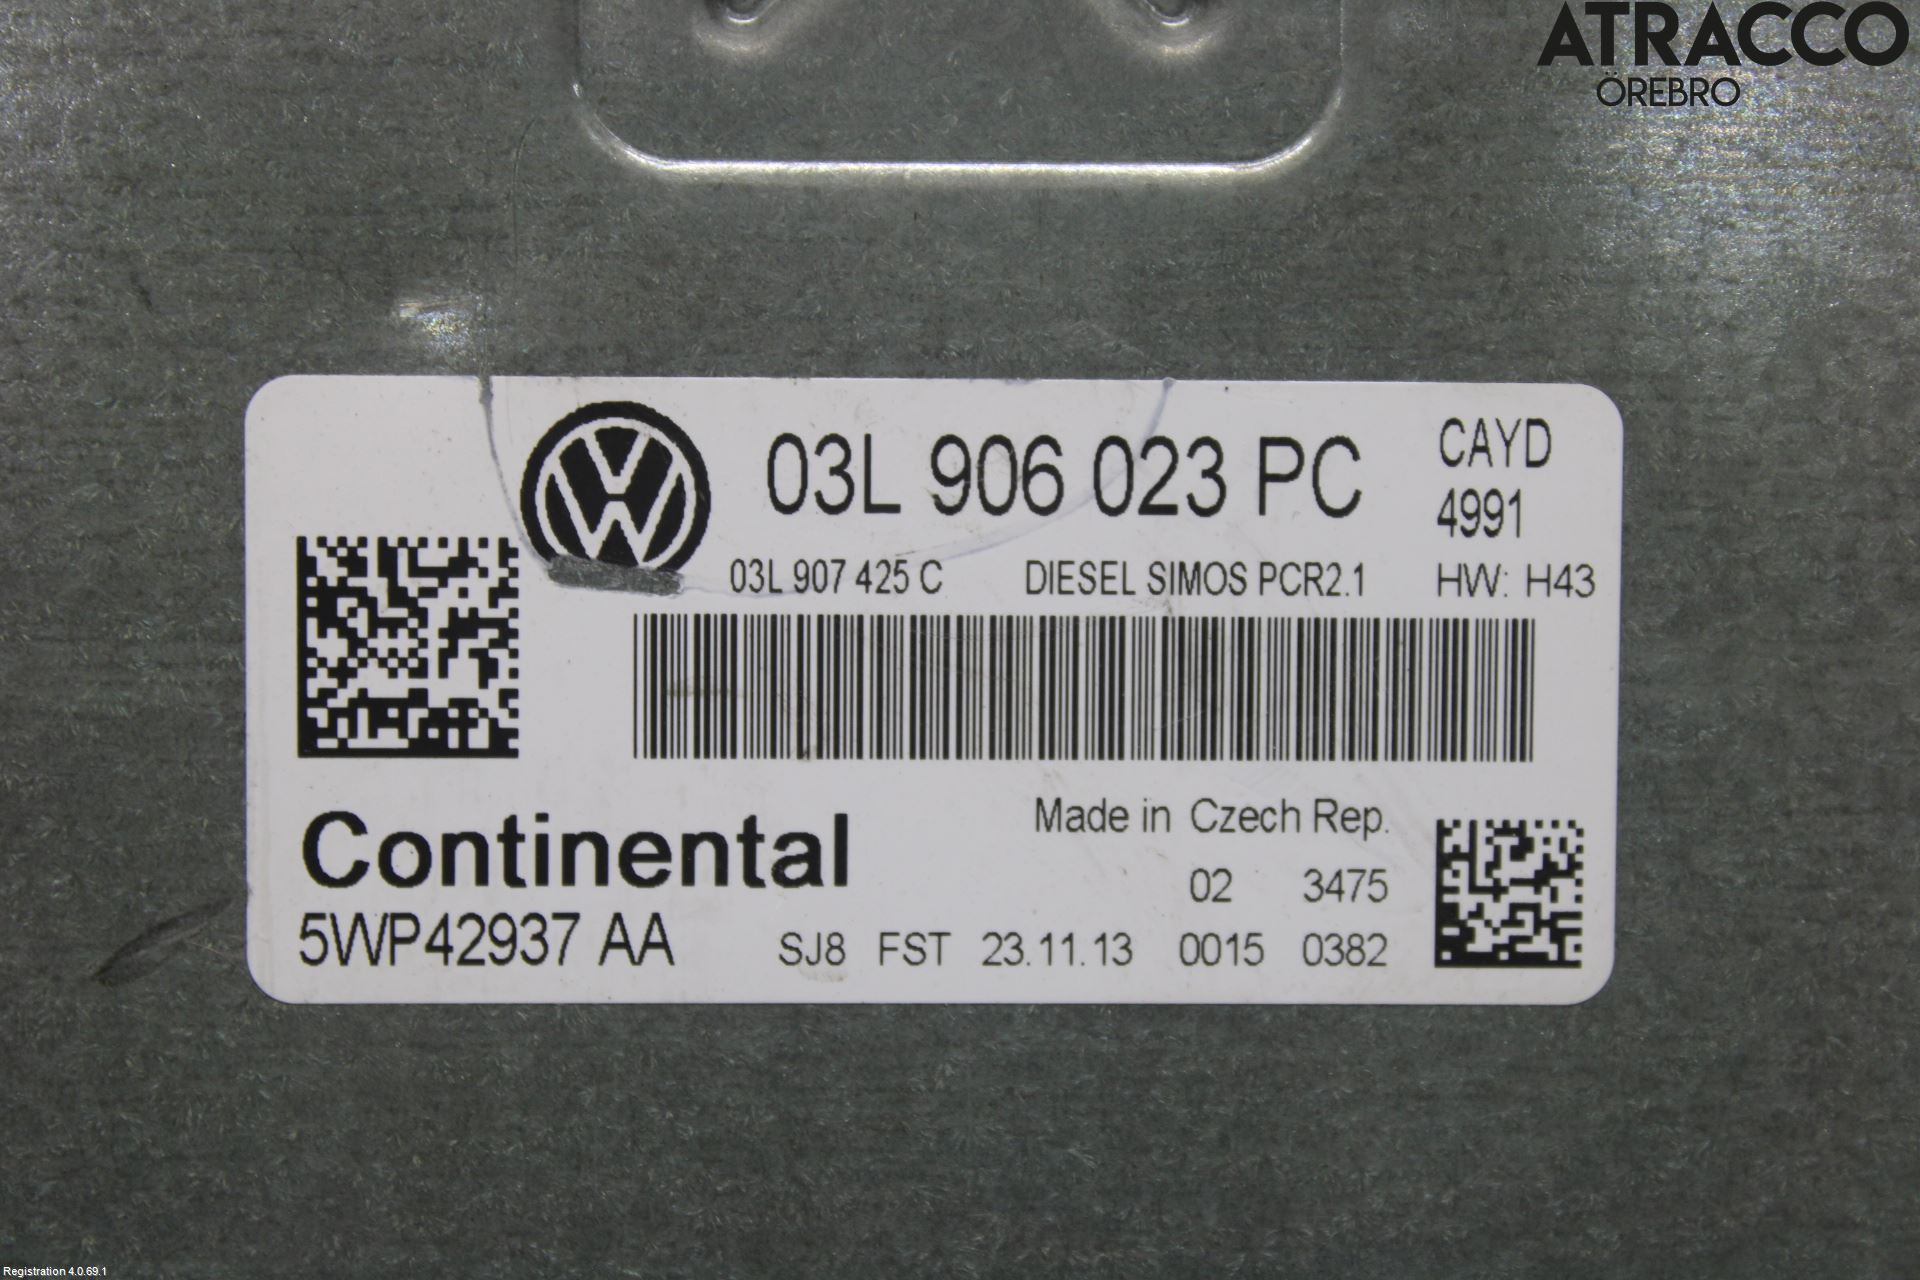 ATRACCO
ÖREBRO
03L 906 023 PC
CAYD
4991
03L 907 425 C DIESEL SIMOS PCR2.1 HW: H43
Made in Czech Rep.
Continental
02 3475
5WP42937 AA SJ8 FST 23.11.13 0015 0382
Registration 4.0.69.1